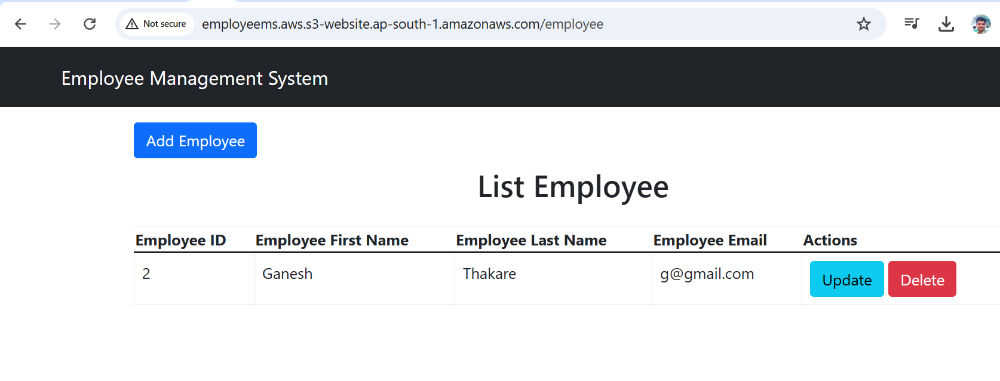 Not secure employeems.aws.s3-website.ap-south-1.amazonaws.com/employee
Employee Management System
Add Employee
List Employee
Employee ID Employee First Name Employee Last Name Employee Email Actions
2 Ganesh Thakare g@gmail.com Update Delete